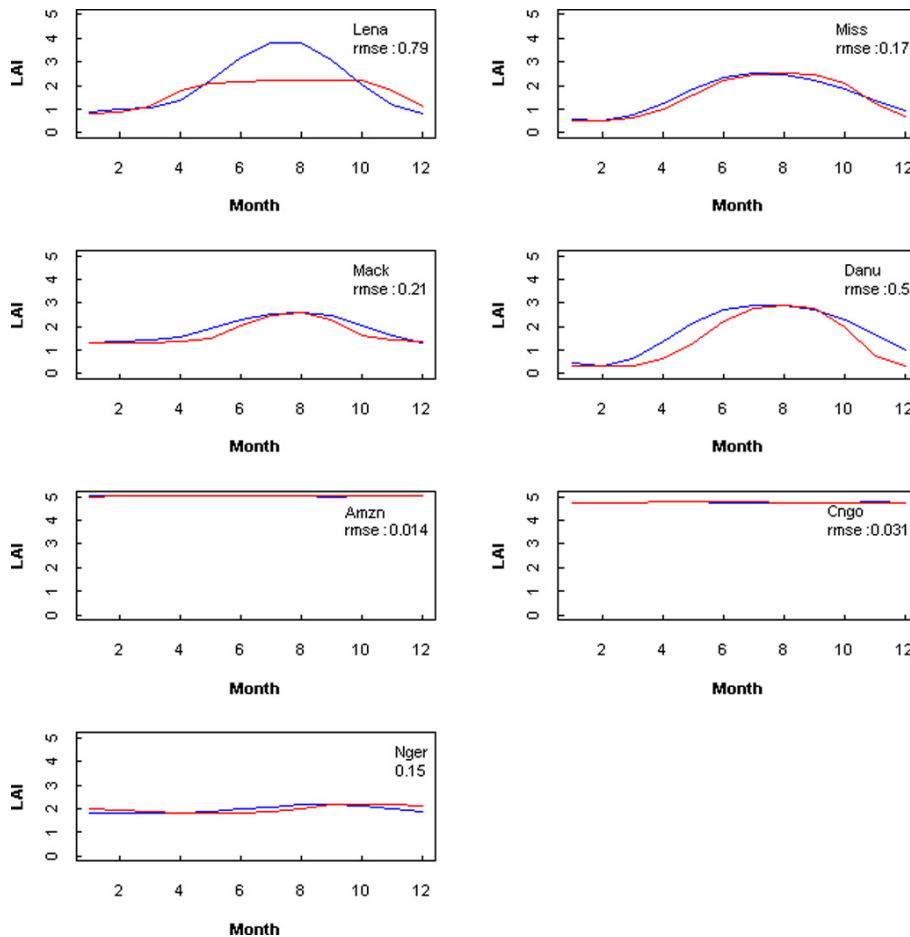 Lena
rmse :0.79
LAI
0 1 2 3 4 5
2 4 6 8 10 12
Month
Miss
rmse :0.17
LAI
0 1 2 3 4 5
2 4 6 8 10 12
Month
Mack
rmse :0.21
LAI
0 1 2 3 4 5
2 4 6 8 10 12
Month
Danu
rmse :0.5
LAI
0 1 2 3 4 5
2 4 6 8 10 12
Month
Amzn
rmse :0.014
LAI
0 1 2 3 4 5
2 4 6 8 10 12
Month
Cngo
rmse :0.031
LAI
0 1 2 3 4 5
2 4 6 8 10 12
Month
Nger
0.15
LAI
0 1 2 3 4 5
2 4 6 8 10 12
Month